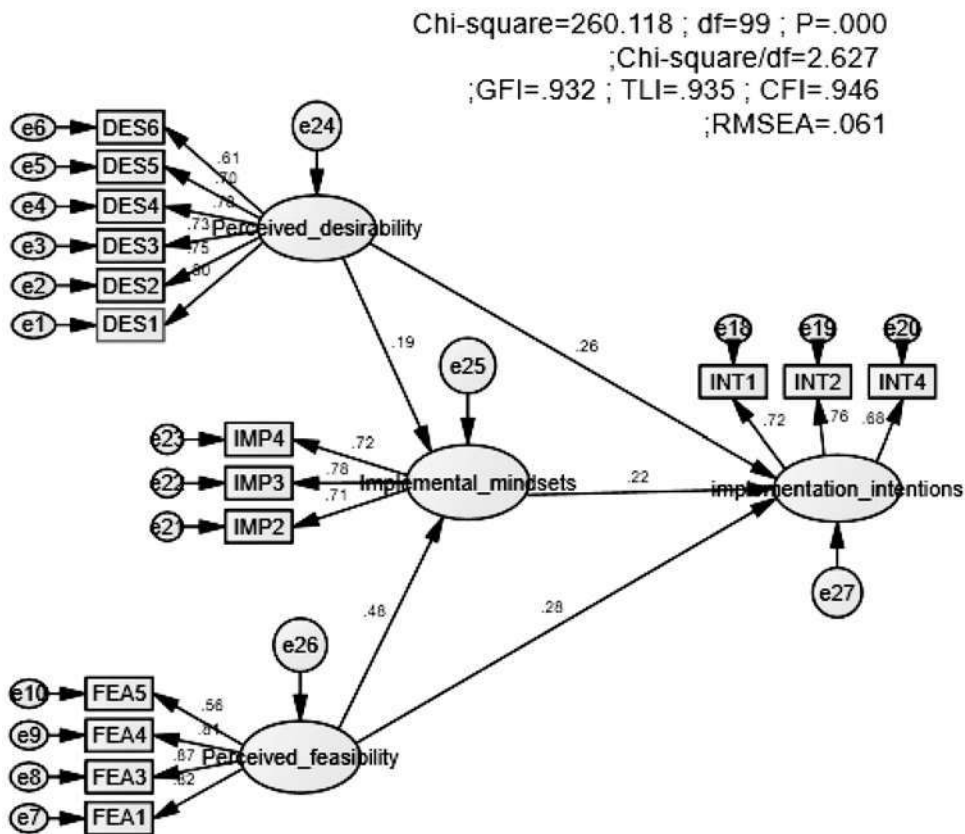 Chi-square=260.118 ; df=99 ; P=.000
;Chi-square/df=2.627
;GFI=.932 ; TLI=.935 ; CFI=.946
;RMSEA=.061
e24
e6 DES6 .61
e5 DES5 .70
e4 DES4
Perceived_desirability
e3 DES3 .73
e2 DES2 .75
e1 DES1
.19
.26
e25
e18 e19 e20
INT1 INT2 INT4
.72 .76 .68
e23 IMP4 .72
e22 IMP3 .78
e21 IMP2 .71
Implemental_mindsets
.22
implementation_intentions
e27
.48
.28
e26
e10 FEA5 .56
e9 FEA4
Perceived_feasibility
e8 FEA3
e7 FEA1